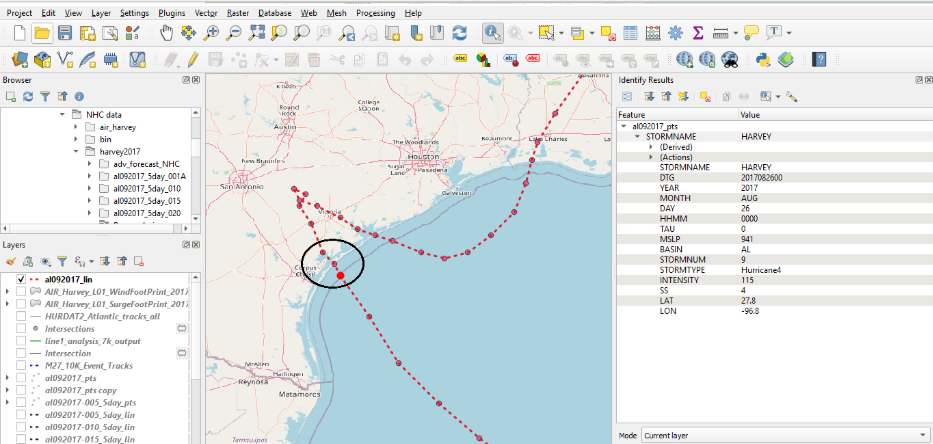 Project Edit View Layer Settings Plugins Vector Raster Database Web Mesh Processing Help
Browser
NHC data
air_harvey
bin
harvey2017
adv_forecast_NHC
al092017_5day_001A
al092017_5day_010
al092017_5day_015
al092017_5day_020
Layers
al092017_lin
AIR_Harvey_L01_WindFootPrint_2017
AIR_Harvey_L01_SurgeFootPrint_2017
HURDAT2_Atlantic_tracks_all
Intersections
line1_analysis_7k_output
Intersection
M27_10K_Event_Tracks
al092017_pts
al092017_pts copy
al092017-005_5day_pts
al092017-005_5day_lin
al092017-010_5day_lin
al092017-015_5day_lin
Alexandria
Killeen
College
Station
Round
Rock
Austin
The Woodlands
Beaumont
Lake Charles
Houston
Sugar
Land
Pasadena
New Braunfels
San Antonio
Galveston
Victoria
Corpus
Christi
McAllen
Harlingen
Reynosa
Matamoros
Tamaulipas
Identify Results
Feature Value
al092017_pts
STORMNAME HARVEY
(Derived)
(Actions)
STORMNAME HARVEY
DTG 2017082600
YEAR 2017
MONTH AUG
DAY 26
HHMM 0000
TAU 0
MSLP 941
BASIN AL
STORMNUM 9
STORMTYPE Hurricane4
INTENSITY 115
SS 4
LAT 27.8
LON -96.8
Mode Current layer